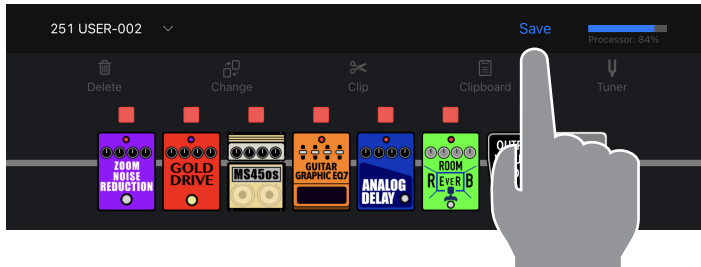 251 USER-002
Save
Processor: 84%
Delete
Change
Clip
Clipboard
Tuner
ZOOM
NOISE
REDUCTION
GOLD
DRIVE
MS45os
GUITAR
GRAPHIC EQ7
ANALOG
DELAY
ROOM
REVERB